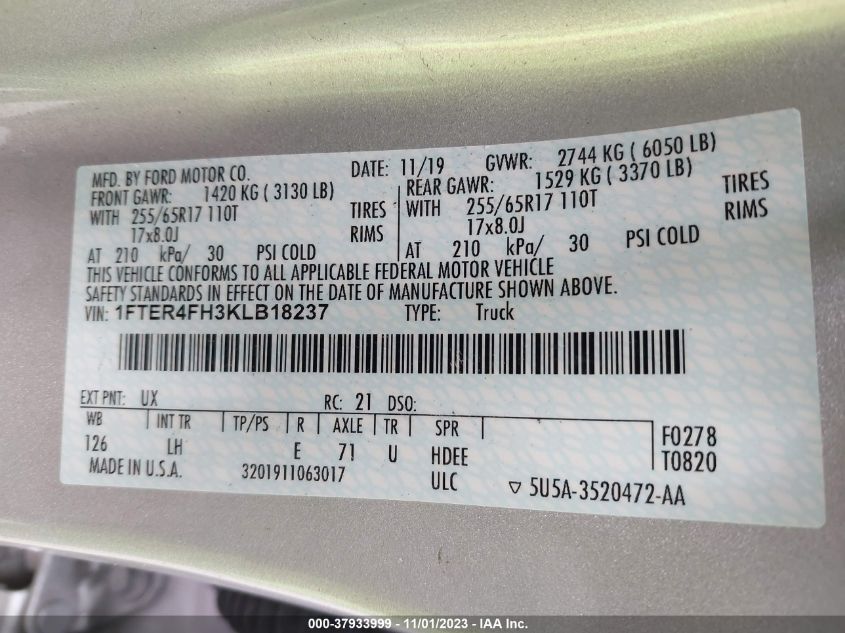 MFD. BY FORD MOTOR CO. DATE: 11/19 GVWR: 2744 KG ( 6050 LB)
FRONT GAWR: 1420 KG ( 3130 LB) REAR GAWR: 1529 KG ( 3370 LB)
WITH 255/65R17 110T TIRES WITH 255/65R17 110T TIRES
17x8.0J RIMS 17x8.0J RIMS
AT 210 kPa/ 30 PSI COLD AT 210 kPa/ 30 PSI COLD
THIS VEHICLE CONFORMS TO ALL APPLICABLE FEDERAL MOTOR VEHICLE
SAFETY STANDARDS IN EFFECT ON THE DATE OF MANUFACTURE SHOWN ABOVE.
VIN: 1FTER4FH3KLB18237 TYPE: Truck
EXT PNT: UX RC: 21 DSO:
WB INT TR TP/PS R AXLE TR SPR F0278
126 LH E 71 U HDEE T0820
MADE IN U.S.A. 3201911063017 ULC ▽ 5U5A-3520472-AA
000-37933999 - 11/01/2023 - IAA Inc.